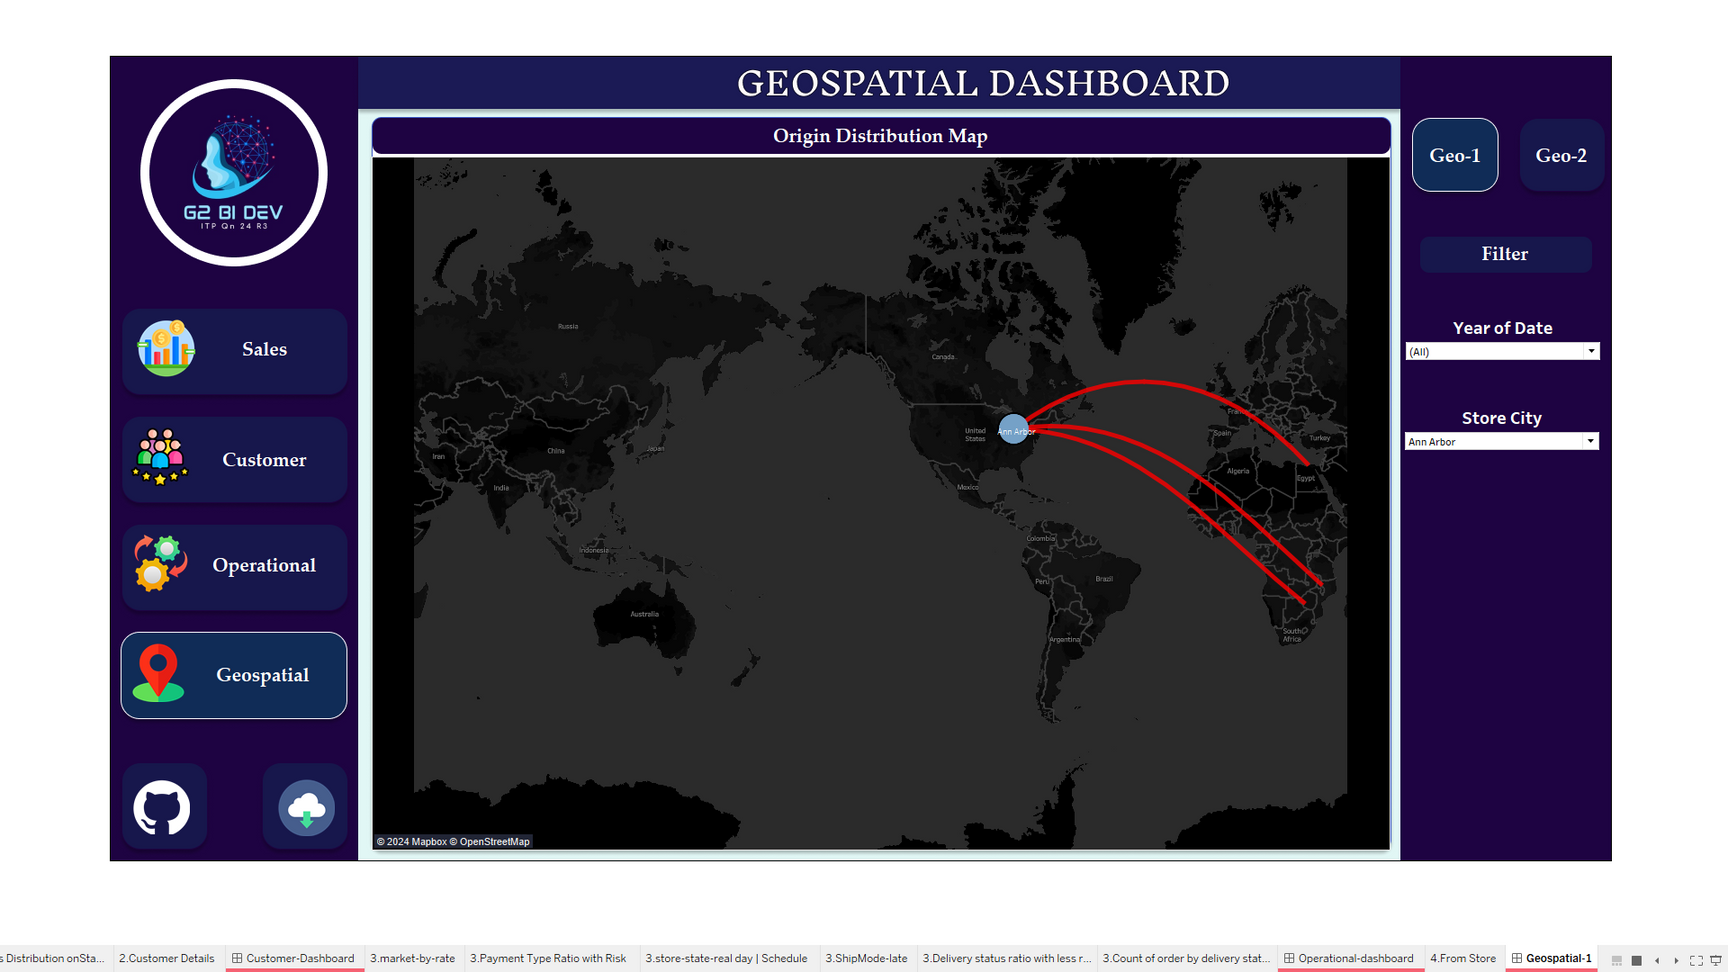 GEOSPATIAL DASHBOARD
G2 BI DEV
ITP Qn 24 R3
Sales
Customer
Operational
Geospatial
Origin Distribution Map
Russia
Canada
United
States
Ann Arbor
Mexico
Iran
China
Japan
India
Indonesia
Australia
Colombia
Peru
Brazil
Argentina
France
Spain
Turkey
Algeria
Egypt
South
Africa
© 2024 Mapbox © OpenStreetMap
Geo-1
Geo-2
Filter
Year of Date
(All)
Store City
Ann Arbor
s Distribution onSta...
2.Customer Details
Customer-Dashboard
3.market-by-rate
3.Payment Type Ratio with Risk
3.store-state-real day | Schedule
3.ShipMode-late
3.Delivery status ratio with less r...
3.Count of order by delivery stat...
Operational-dashboard
4.From Store
Geospatial-1